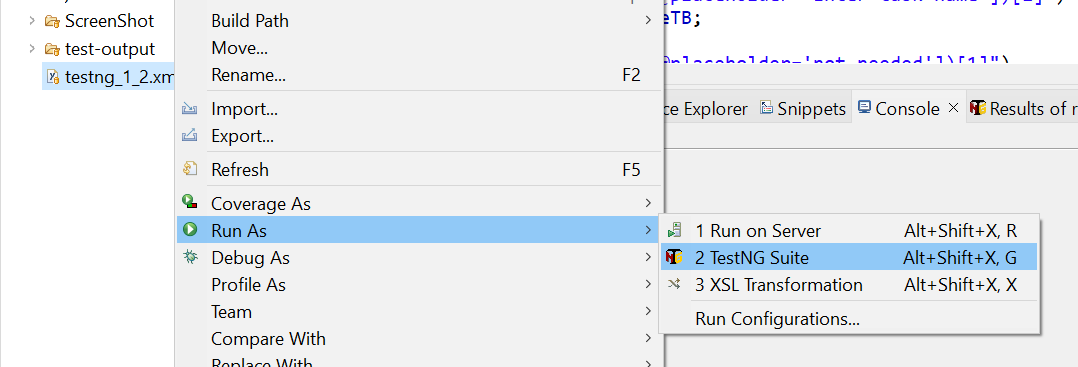 ScreenShot
test-output
testng_1_2.xm
Build Path
Move...
Rename... F2
Import...
Export...
Refresh F5
Coverage As
Run As
Debug As
Profile As
Team
Compare With
Replace With
eTB;
@placeholder='not needed'])[1]")
ce Explorer Snippets Console Results of r
1 Run on Server Alt+Shift+X, R
2 TestNG Suite Alt+Shift+X, G
3 XSL Transformation Alt+Shift+X, X
Run Configurations...